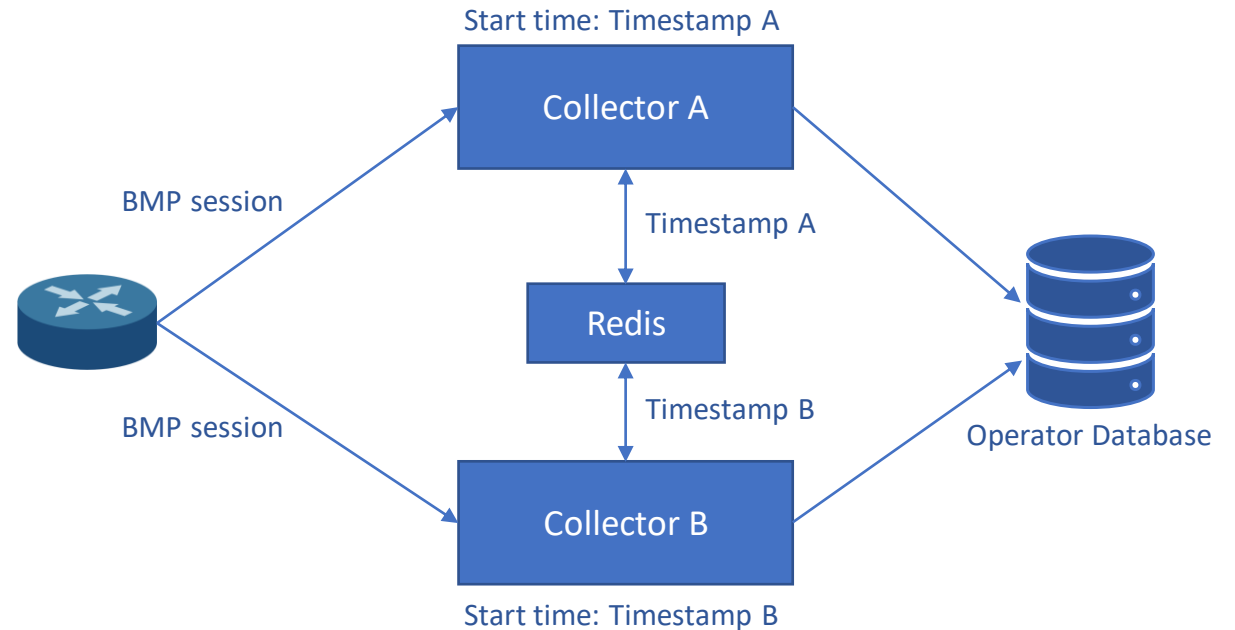 Start time: Timestamp A
Collector A
BMP session
Timestamp A
Redis
Timestamp B
BMP session
Operator Database
Collector B
Start time: Timestamp B